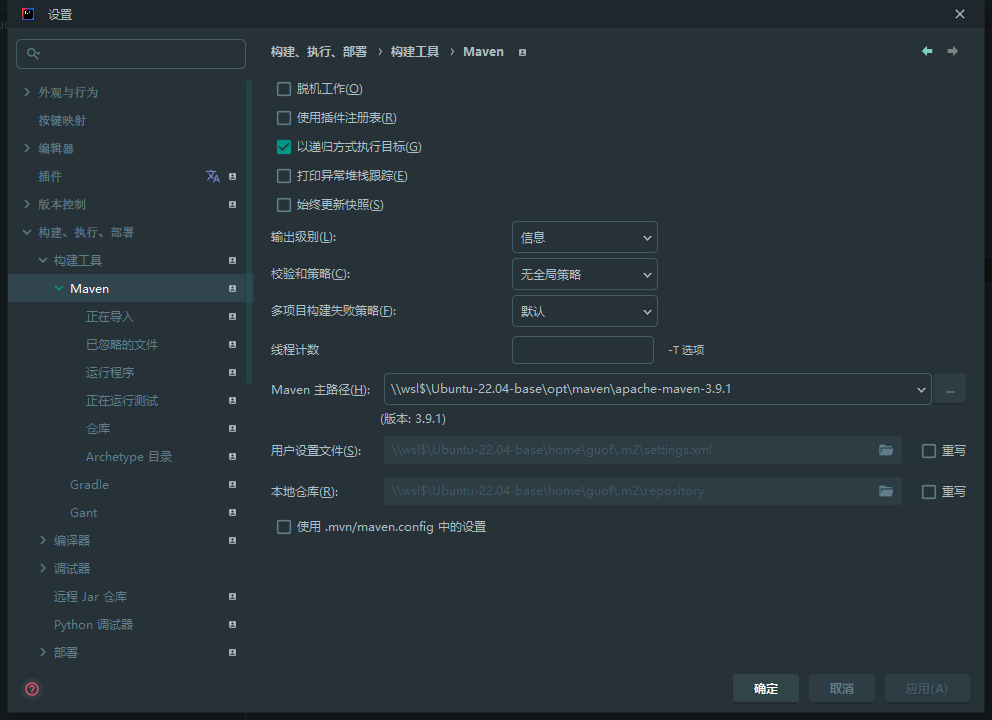 设置
外观与行为
按键映射
编辑器
插件
版本控制
构建、执行、部署
构建工具
Maven
正在导入
已忽略的文件
运行程序
正在运行测试
仓库
Archetype 目录
Gradle
Gant
编译器
调试器
远程 Jar 仓库
Python 调试器
部署
构建、执行、部署 › 构建工具 › Maven
脱机工作(O)
使用插件注册表(R)
以递归方式执行目标(G)
打印异常堆栈跟踪(E)
始终更新快照(S)
输出级别(L): 信息
校验和策略(C): 无全局策略
多项目构建失败策略(F): 默认
线程计数 -T 选项
Maven 主路径(H): \\wsl$\Ubuntu-22.04-base\opt\maven\apache-maven-3.9.1 ...
(版本: 3.9.1)
用户设置文件(S): \\wsl$\Ubuntu-22.04-base\home\guof\.m2\settings.xml 重写
本地仓库(R): \\wsl$\Ubuntu-22.04-base\home\guof\.m2\repository 重写
使用 .mvn/maven.config 中的设置
确定 取消 应用(A)